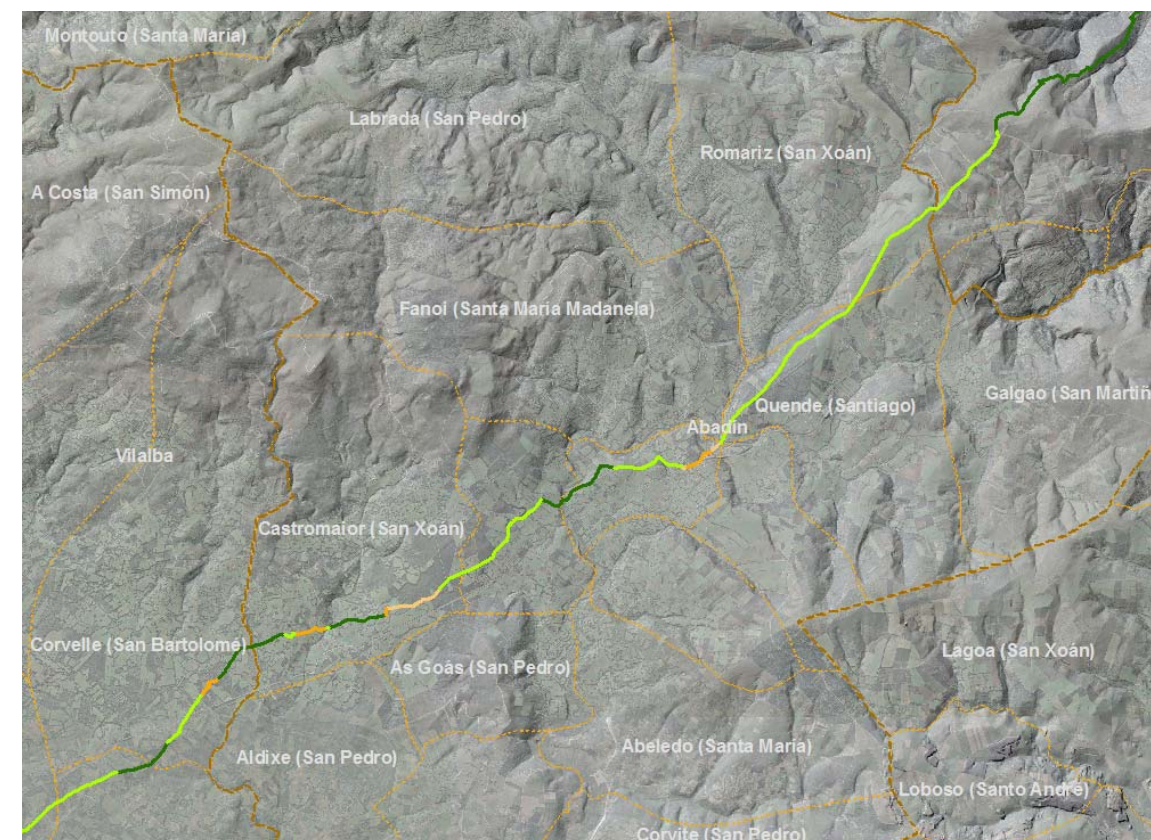 Montouto (Santa María)
Labrada (San Pedro)
Romariz (San Xoán)
A Costa (San Simón)
Fanoi (Santa María Madanela)
Galgao (San Martiñ
Quende (Santiago)
Abadín
Vilalba
Castromaior (San Xoán)
Corvelle (San Bartolomé)
Lagoa (San Xoán)
As Goás (San Pedro)
Abeledo (Santa María)
Aldixe (San Pedro)
Loboso (Santo André)
Corvite (San Pedro)